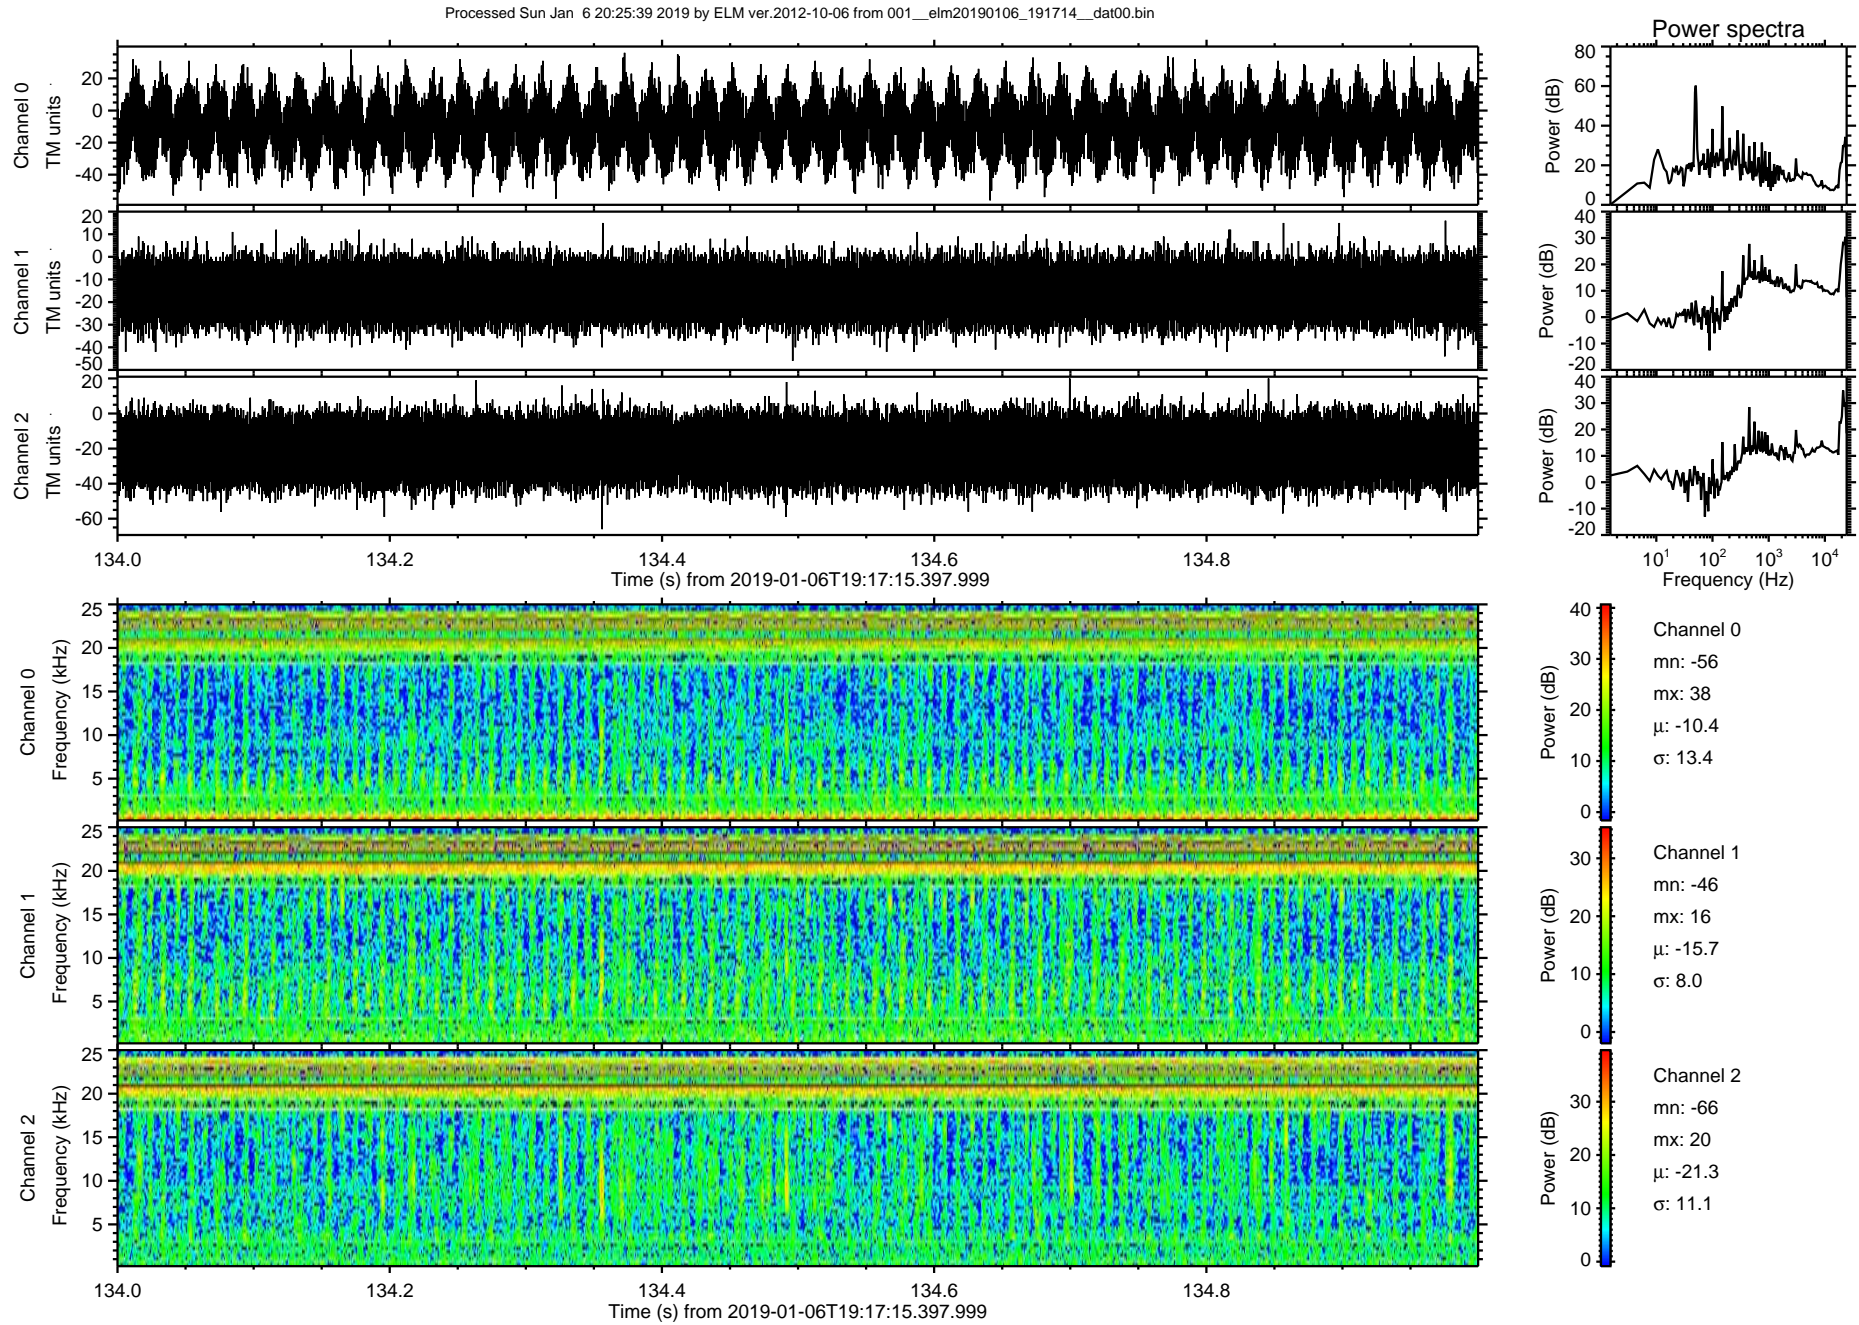 Processed Sun Jan 6 20:25:39 2019 by ELM ver.2012-10-06 from 001__elm20190106_191714__dat00.bin
Power spectra
Channel 0
TM units
20
0
-20
-40
Power (dB)
80
60
40
20
0
Channel 1
TM units
20
10
0
-10
-20
-30
-40
-50
Power (dB)
40
30
20
10
0
-10
-20
Channel 2
TM units
20
0
-20
-40
-60
Power (dB)
40
30
20
10
0
-10
-20
134.0 134.2 134.4 134.6 134.8
Time (s) from 2019-01-06T19:17:15.397.999
10^1 10^2 10^3 10^4
Frequency (Hz)
Channel 0
Frequency (kHz)
25
20
15
10
5
Power (dB)
40
30
20
10
0
Channel 0
mn: -56
mx: 38
μ: -10.4
σ: 13.4
Channel 1
Frequency (kHz)
25
20
15
10
5
Power (dB)
30
20
10
0
Channel 1
mn: -46
mx: 16
μ: -15.7
σ: 8.0
Channel 2
Frequency (kHz)
25
20
15
10
5
Power (dB)
30
20
10
0
Channel 2
mn: -66
mx: 20
μ: -21.3
σ: 11.1
134.0 134.2 134.4 134.6 134.8
Time (s) from 2019-01-06T19:17:15.397.999